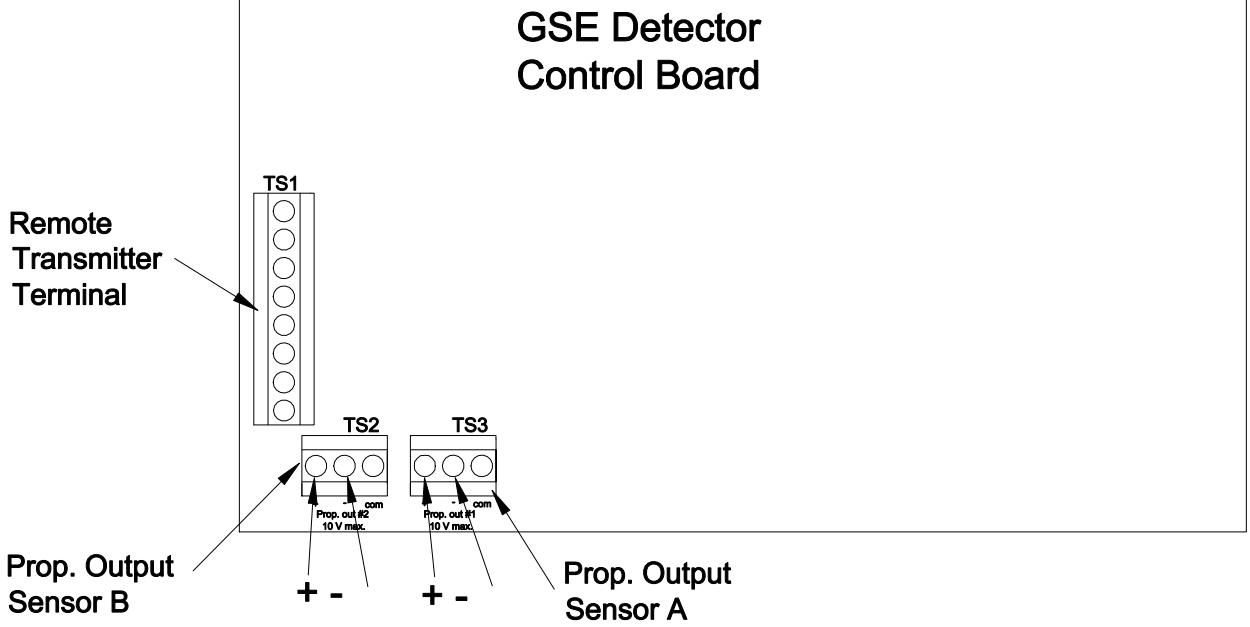 GSE Detector
Control Board
TS1
Remote
Transmitter
Terminal
TS2
TS3
+ - com
Prop. out #2
10 V max.
+ - com
Prop. out #1
10 V max.
Prop. Output
Sensor B
+ -
+ -
Prop. Output
Sensor A